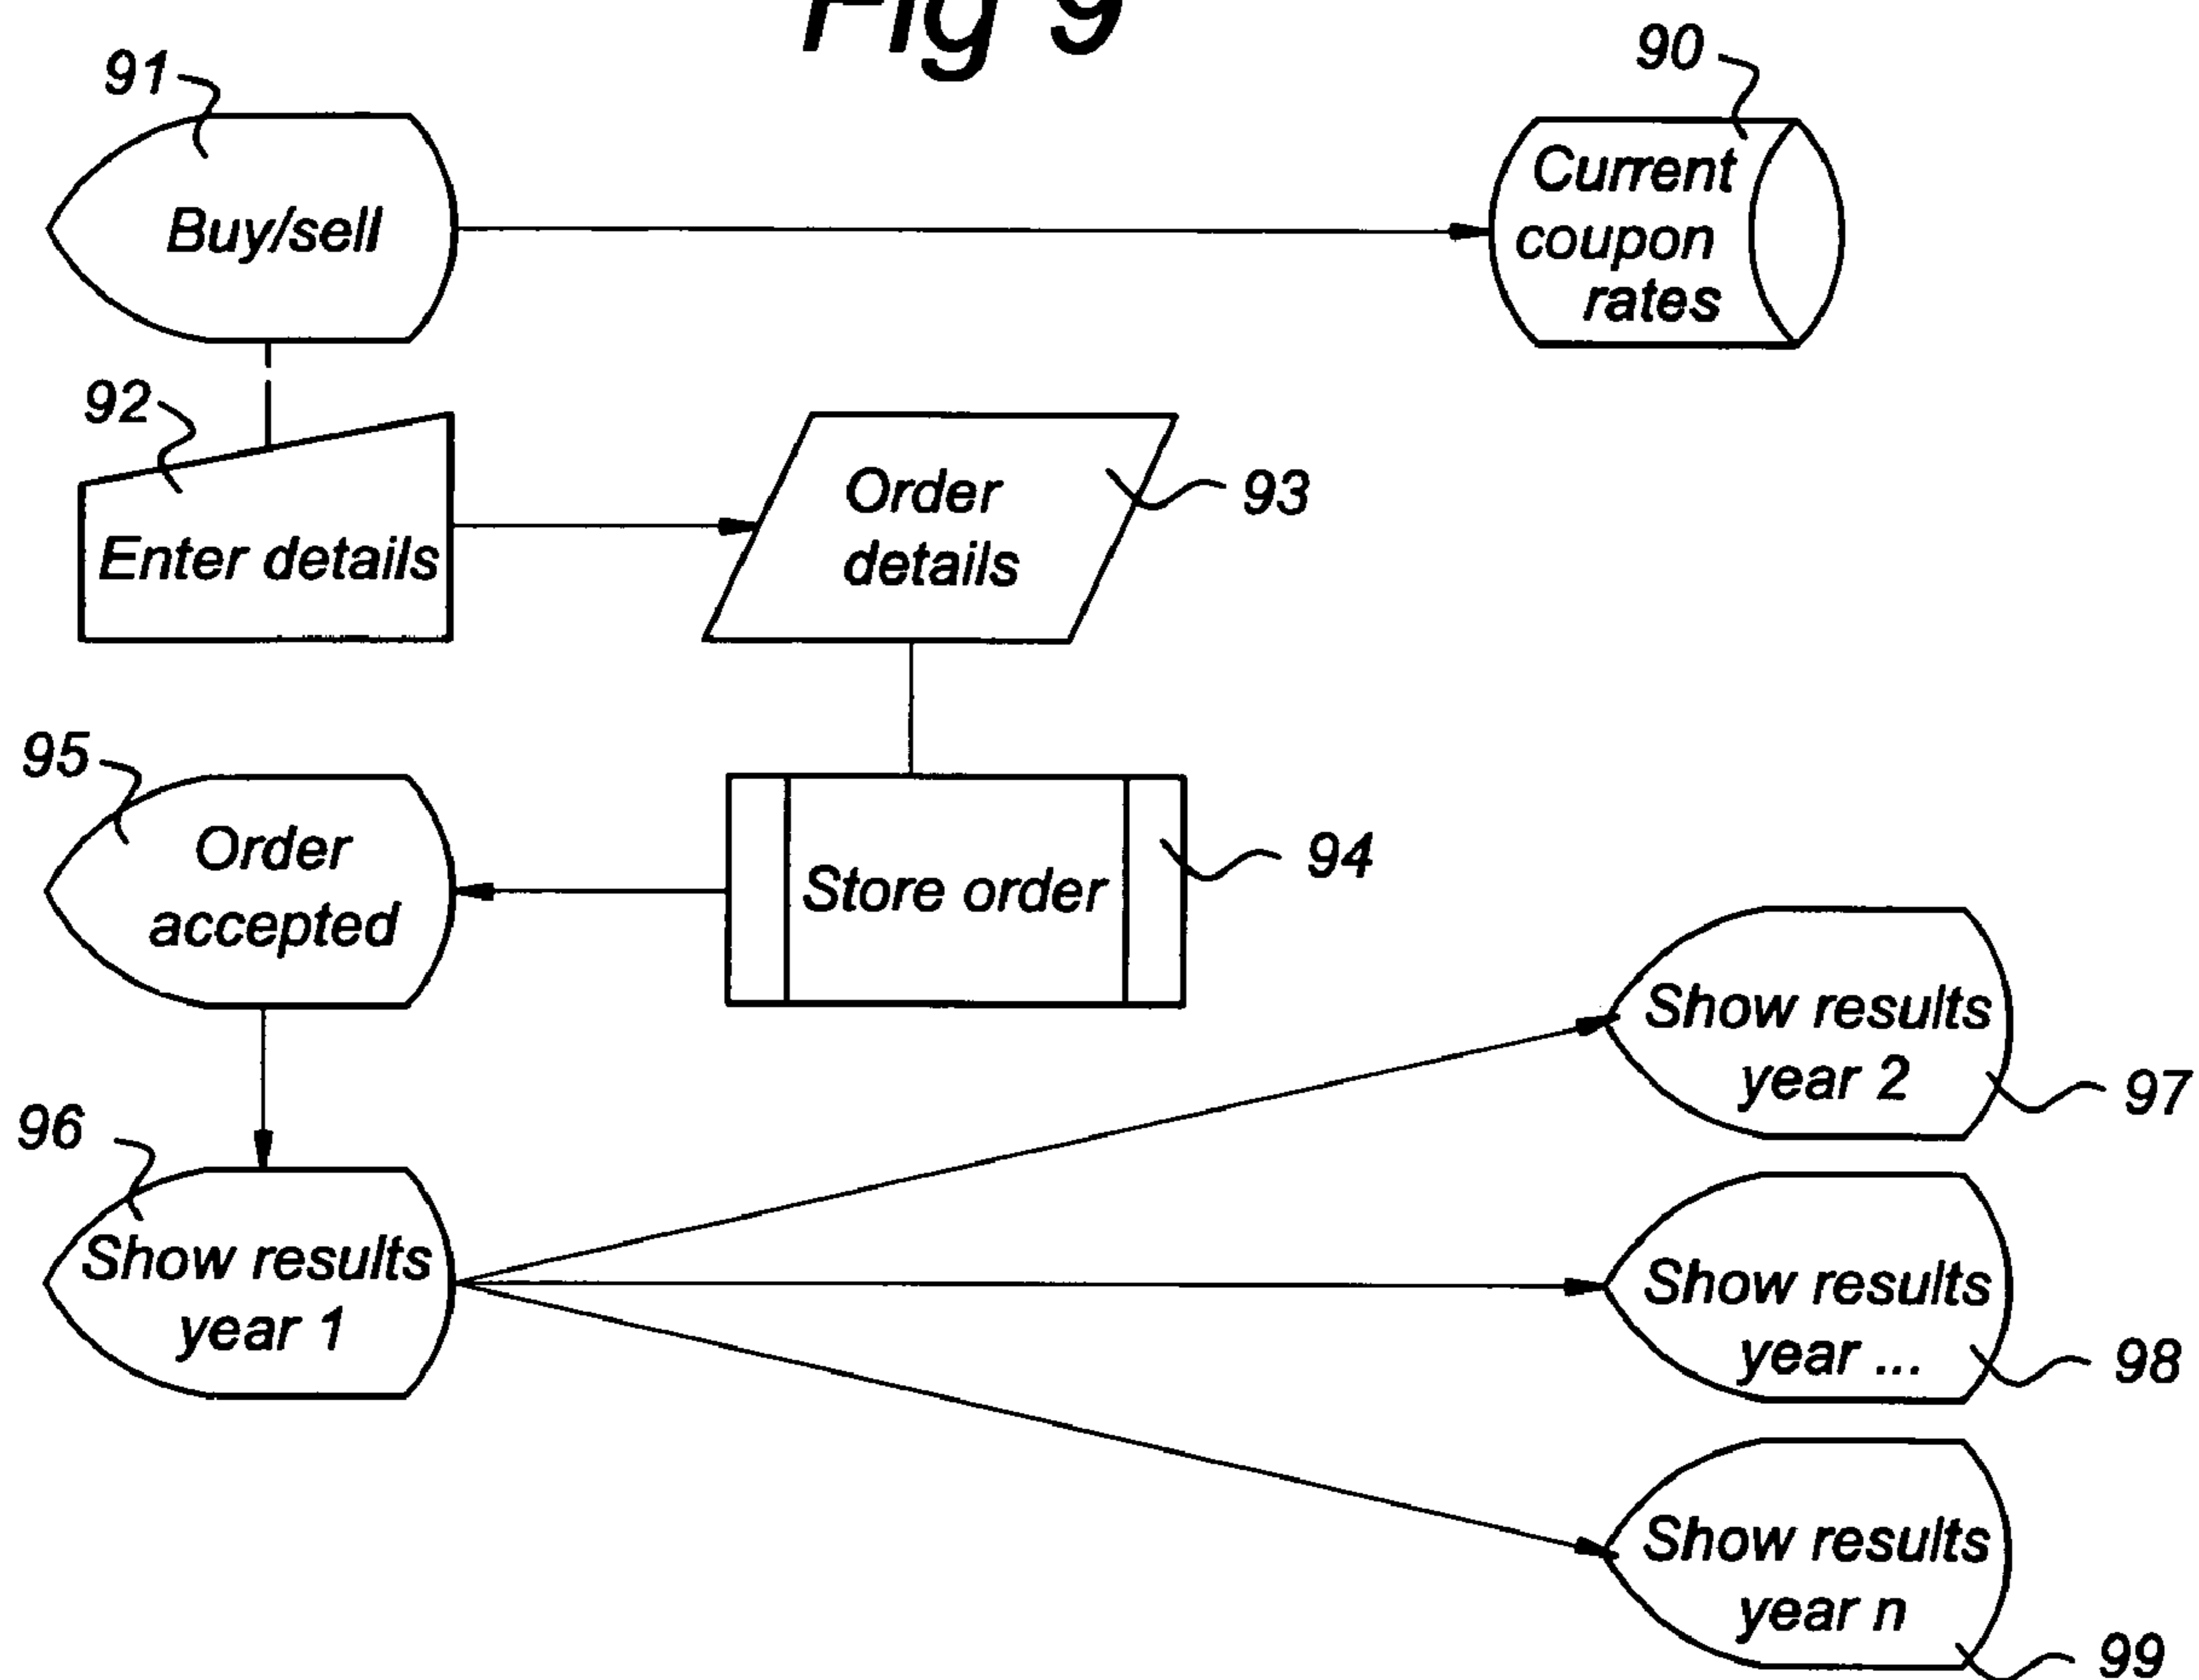 Fig 9
91
90
Buy/sell
Current
coupon
rates
92
Enter details
Order
details
93
95
Order
accepted
Store order
94
Show results
year 2
97
96
Show results
year 1
Show results
year ...
98
Show results
year n
99